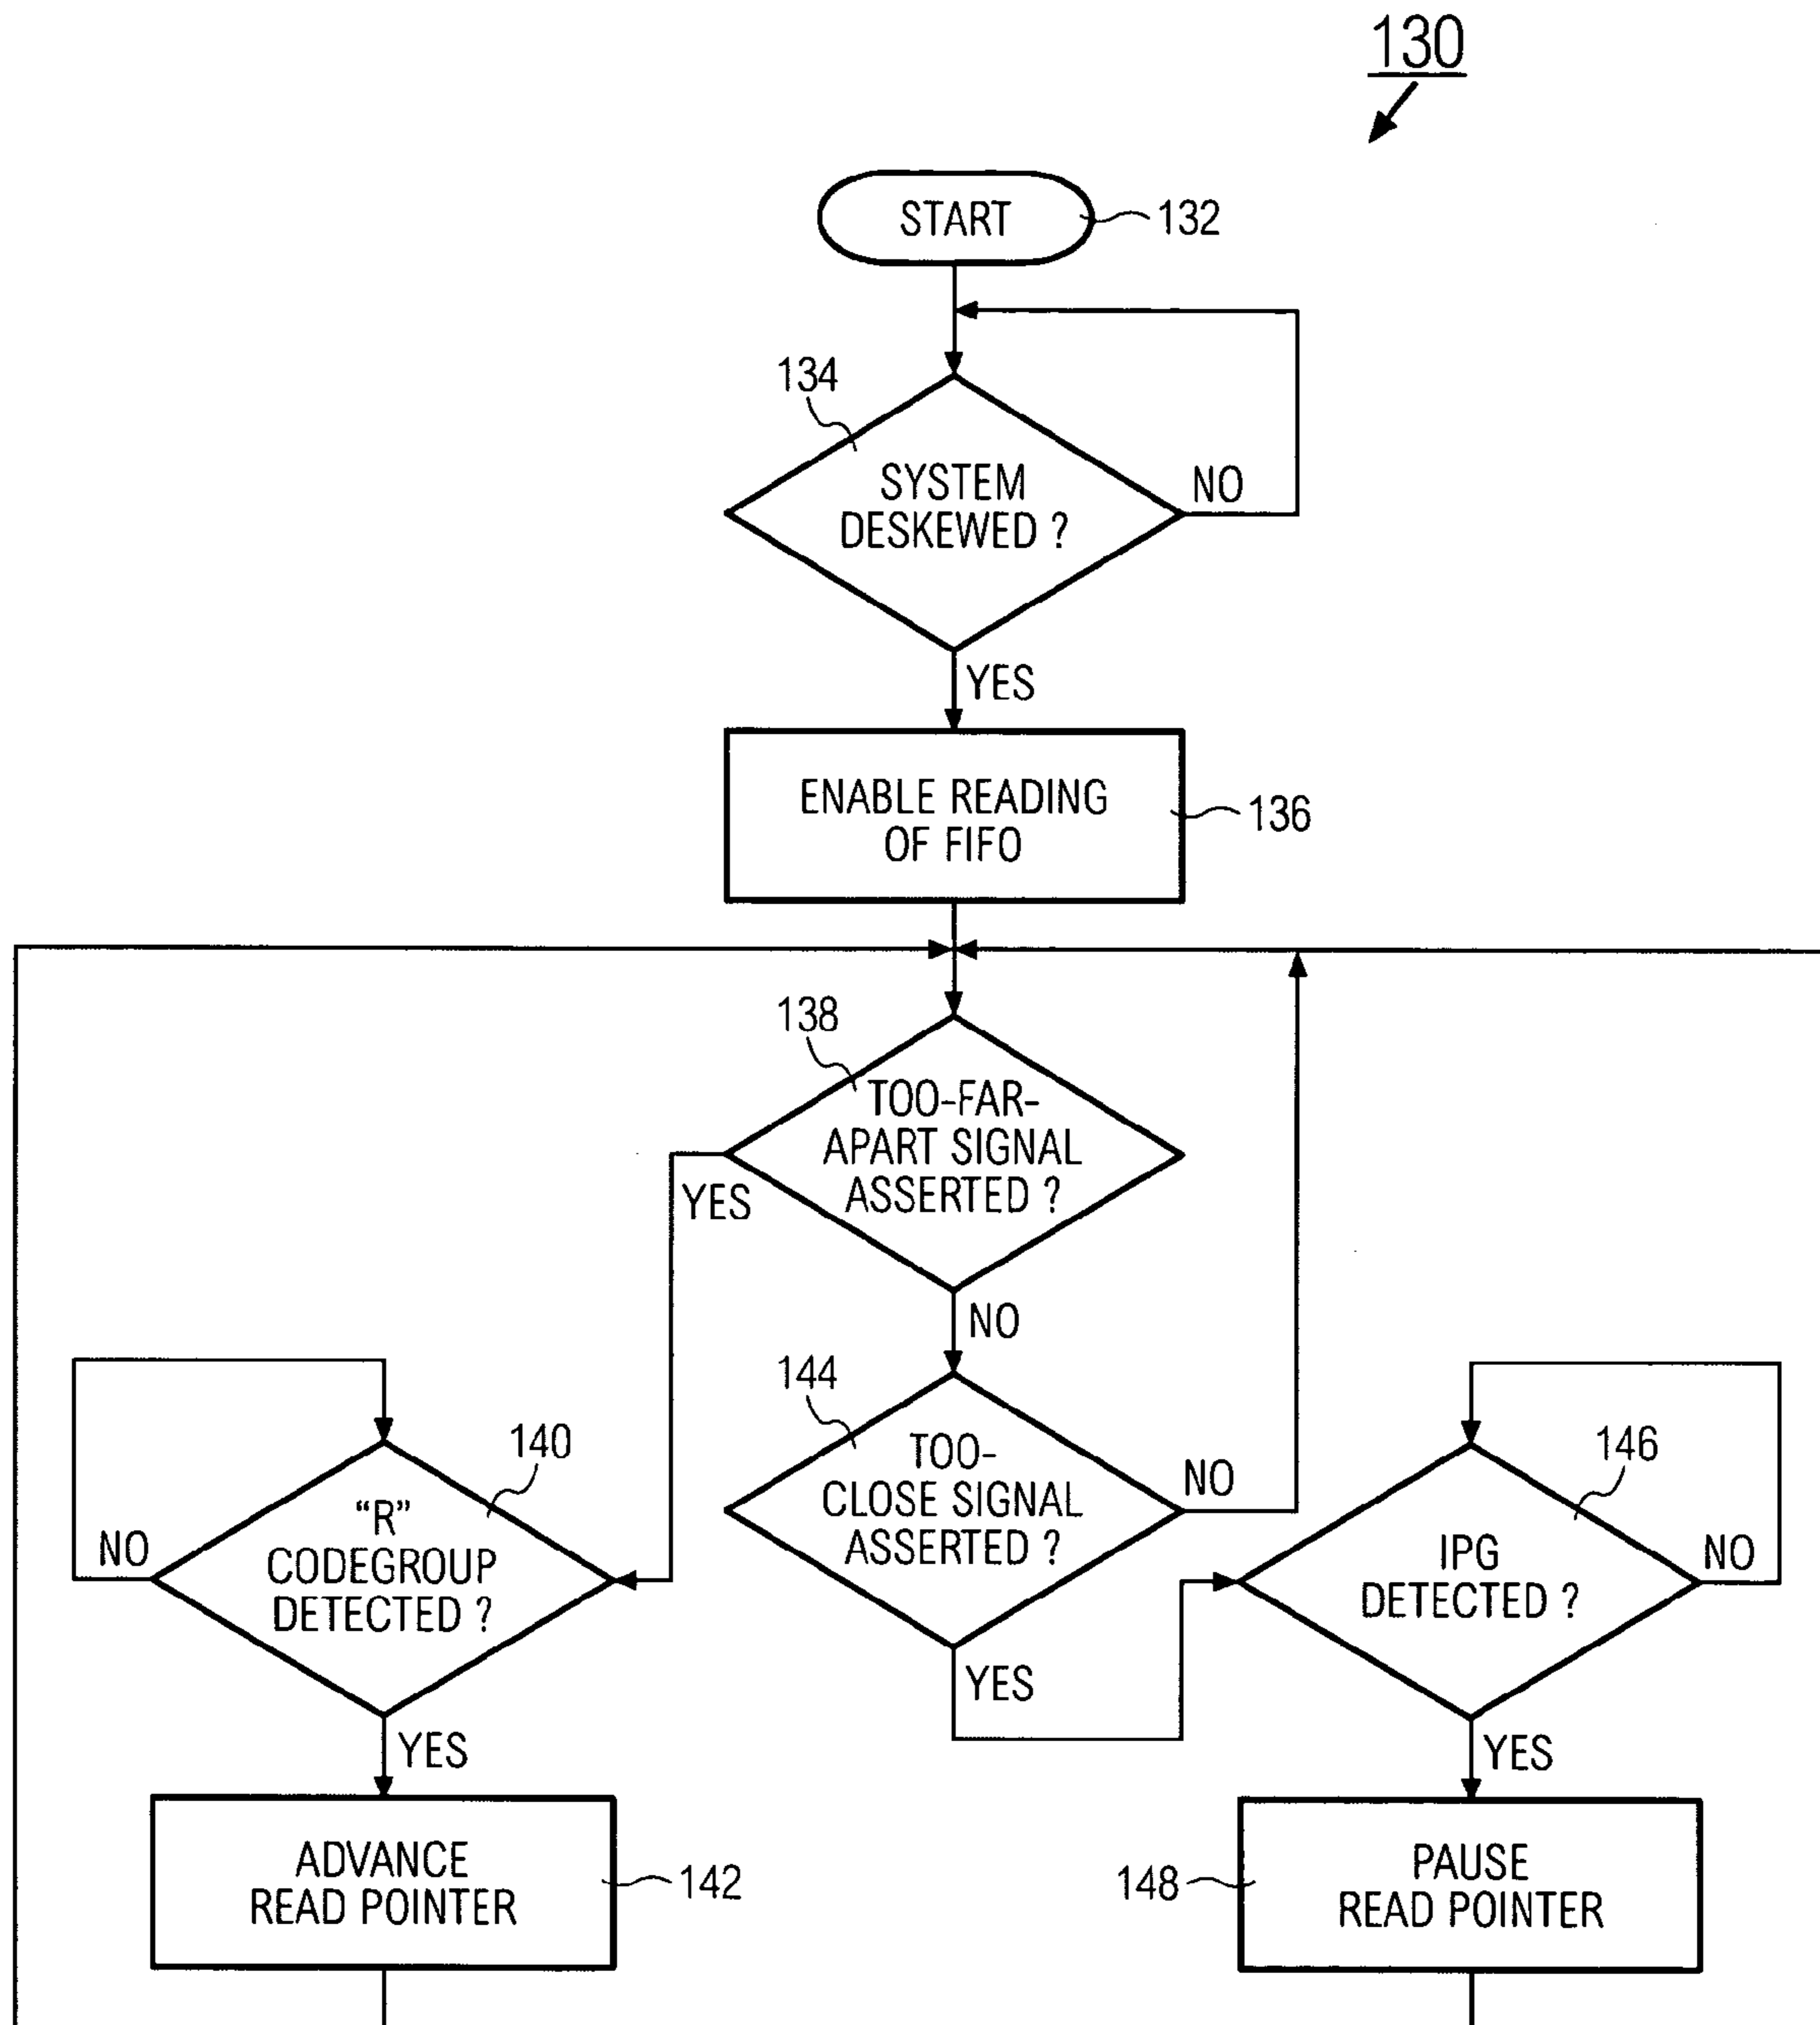 130
START
132
134
SYSTEM
DESKEWED ?
NO
YES
ENABLE READING
OF FIFO
136
138
TOO-FAR-
APART SIGNAL
ASSERTED ?
YES
NO
144
TOO-
CLOSE SIGNAL
ASSERTED ?
NO
YES
140
“R”
CODEGROUP
DETECTED ?
NO
YES
146
IPG
DETECTED ?
NO
YES
ADVANCE
READ POINTER
142
148
PAUSE
READ POINTER